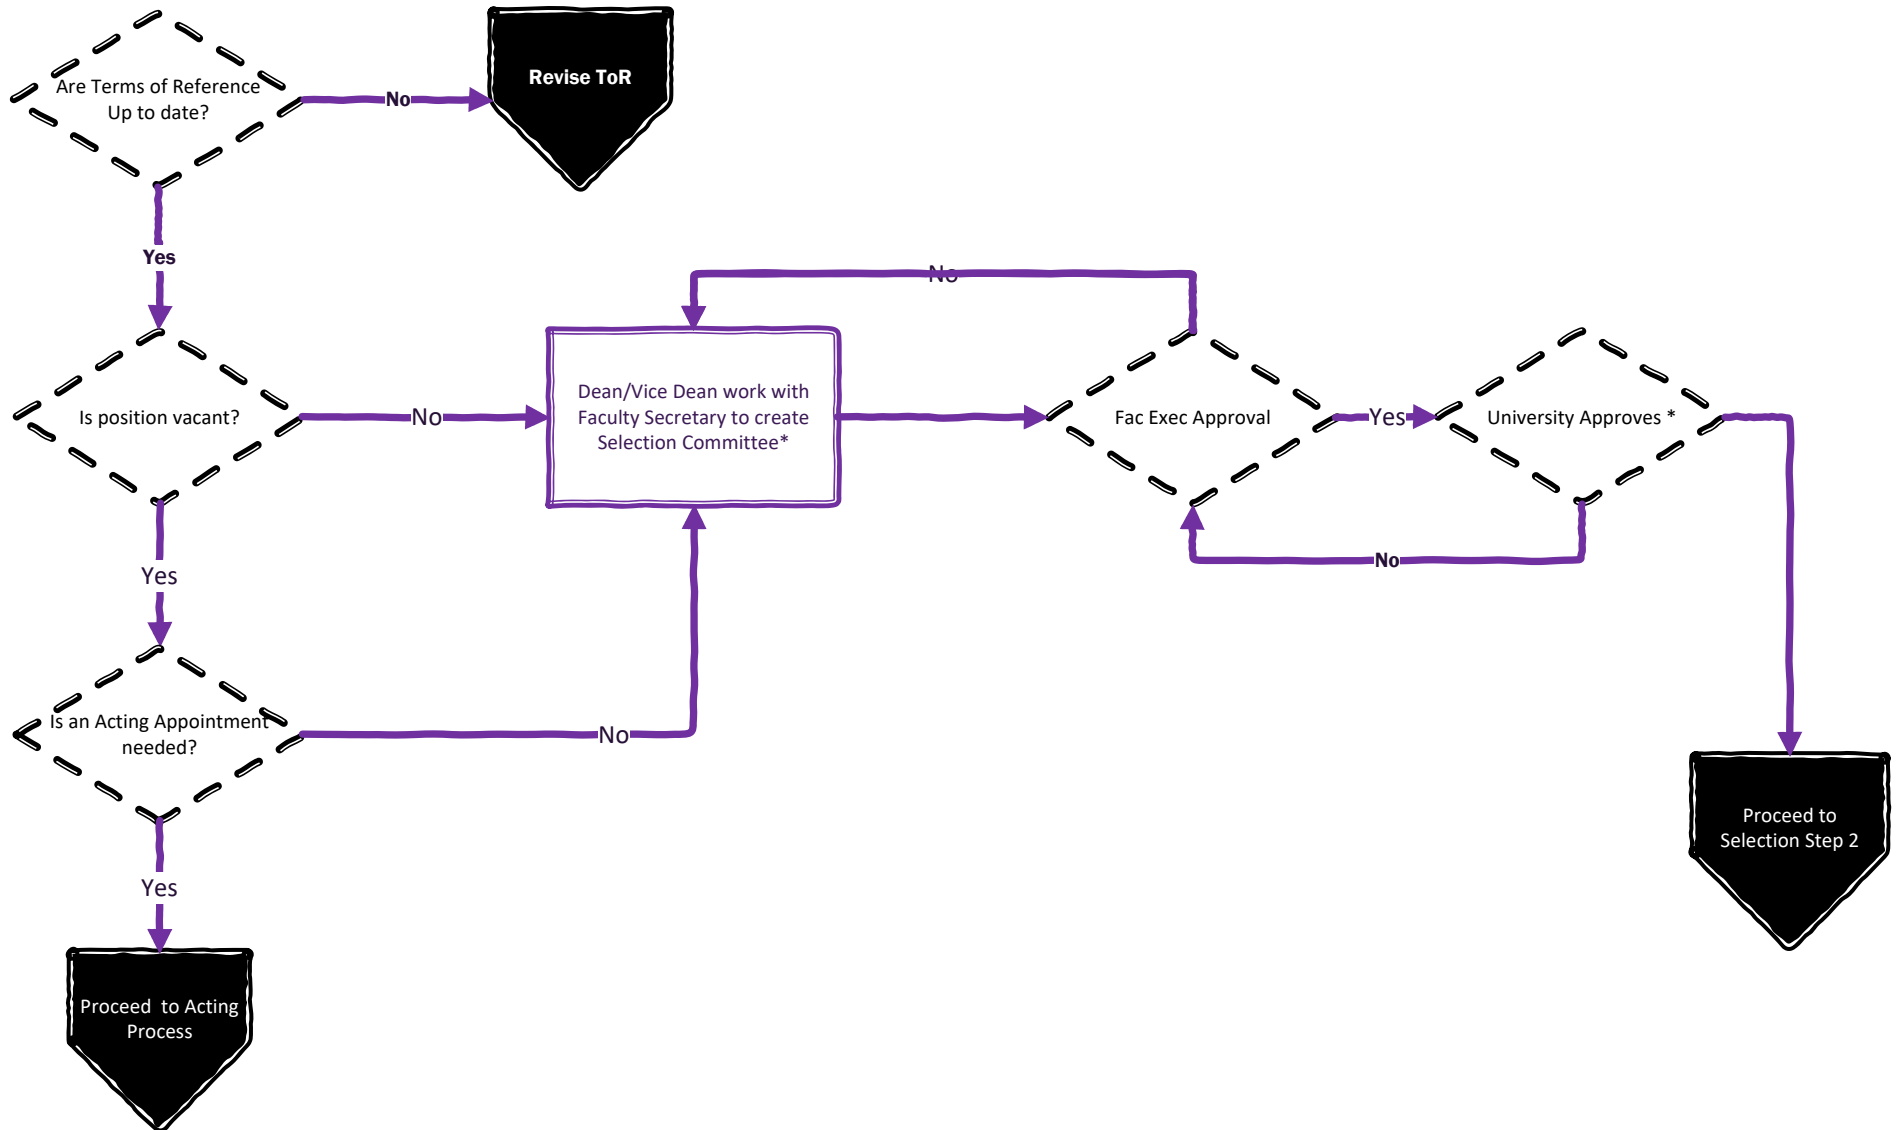 Are Terms of Reference
Up to date?
No
Revise ToR
Yes
No
Is position vacant?
No
Dean/Vice Dean work with
Faculty Secretary to create
Selection Committee*
Fac Exec Approval
Yes
University Approves *
Yes
No
Is an Acting Appointment
needed?
No
Proceed to
Selection Step 2
Yes
Proceed  to Acting
Process